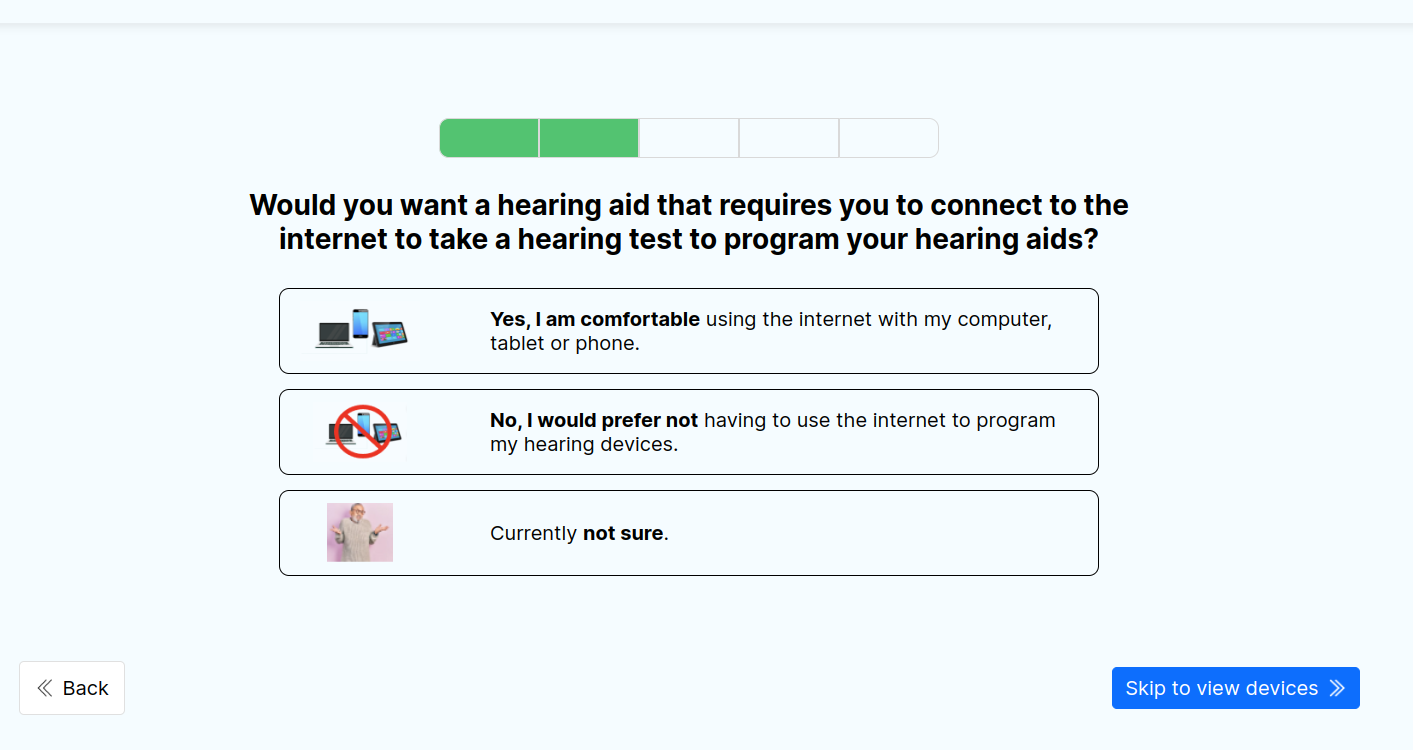 Would you want a hearing aid that requires you to connect to the
internet to take a hearing test to program your hearing aids?
Yes, I am comfortable using the internet with my computer,
tablet or phone.
No, I would prefer not having to use the internet to program
my hearing devices.
Currently not sure.
Back
Skip to view devices